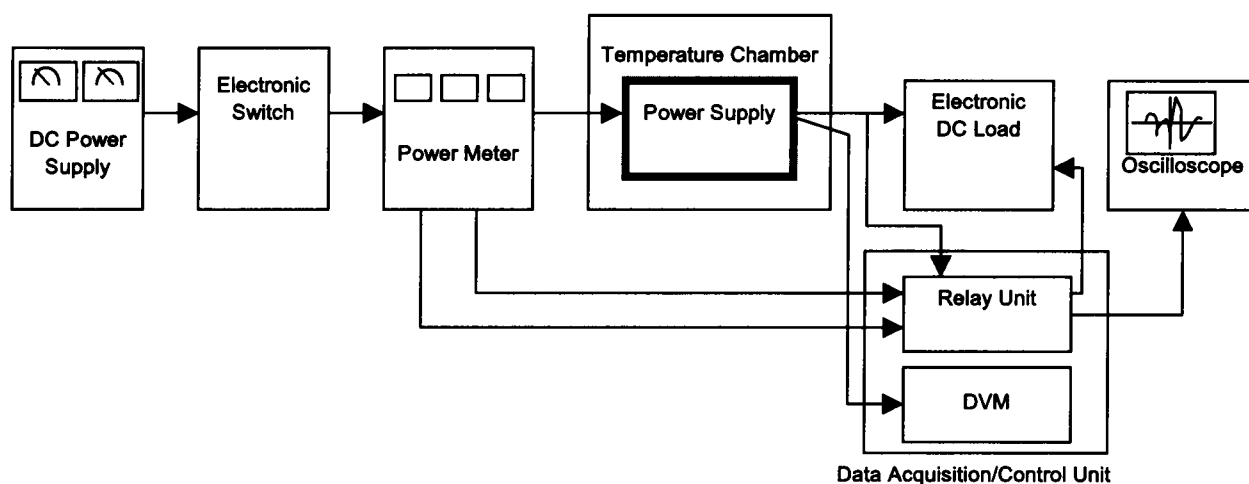 DC Power
Supply
Electronic
Switch
Power Meter
Temperature Chamber
Power Supply
Electronic
DC Load
Oscilloscope
Relay Unit
DVM
Data Acquisition/Control Unit